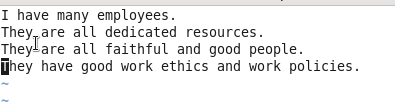 I have many employees.
They are all dedicated resources.
They are all faithful and good people.
They have good work ethics and work policies.
~
~